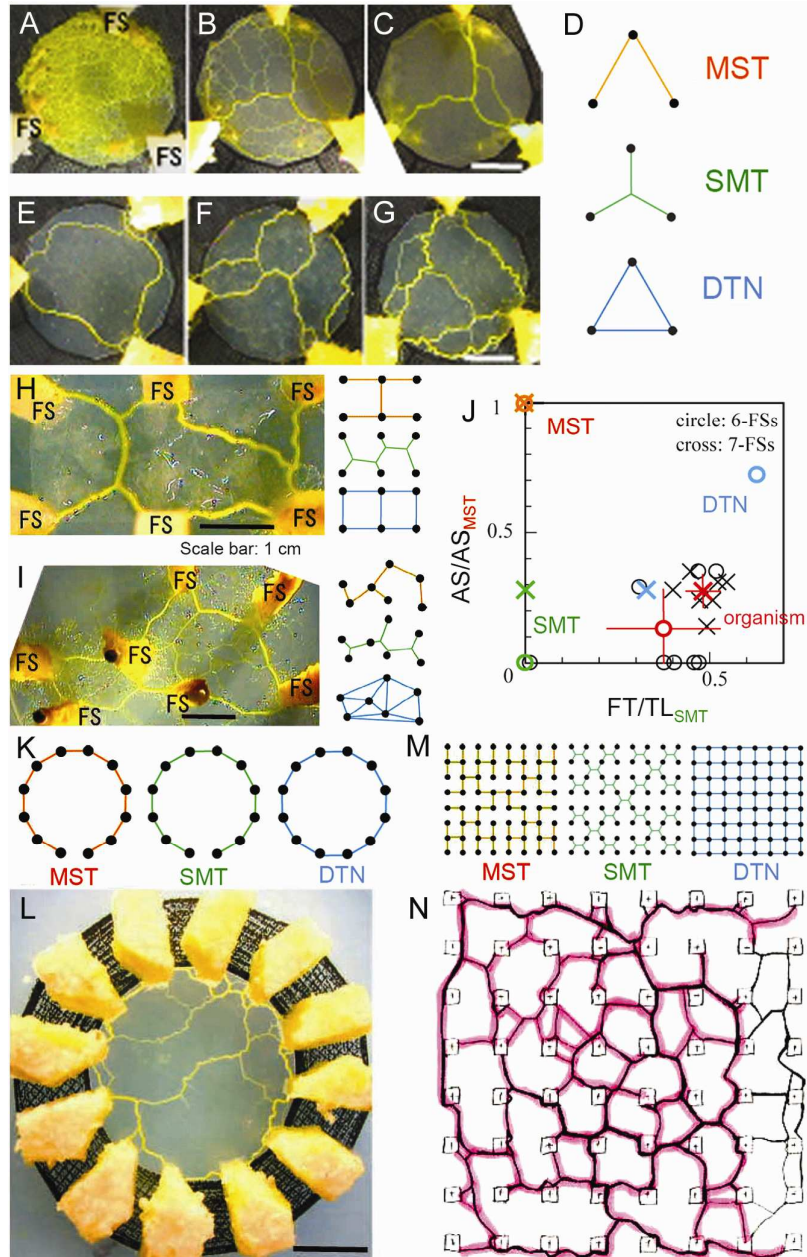 A
FS
FS
FS
B
C
D
MST
SMT
DTN
E
F
G
H
FS
FS
FS
FS
FS
FS
Scale bar: 1 cm
I
FS
FS
FS
FS
FS
FS
FS
J
1
MST
circle: 6-FSs
cross: 7-FSs
DTN
0.5
AS/AS MST
SMT
organism
0
0.5
FT/TL SMT
K
MST
SMT
DTN
M
MST
SMT
DTN
L
N